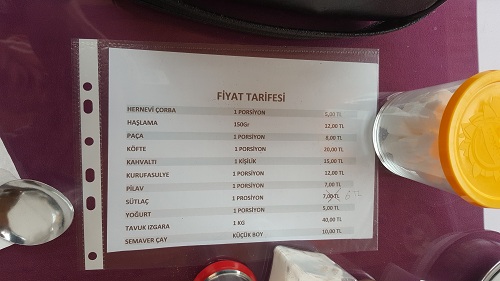 FİYAT TARİFESİ
HERNEVİ ÇORBA 1 PORSİYON 5,00 TL
HAŞLAMA 150Gr 12,00 TL
PAÇA 1 PORSİYON 8,00 TL
KÖFTE 1 PORSİYON 20,00 TL
KAHVALTI 1 KİŞİLİK 15,00 TL
KURUFASULYE 1 PORSİYON 12,00 TL
PİLAV 1 PORSİYON 7,00 TL
SÜTLAÇ 1 PROSİYON 7,00 TL
YOĞURT 1 PORSİYON 5,00 TL
TAVUK IZGARA 1 KG 40,00 TL
SEMAVER ÇAY KÜÇÜK BOY 10,00 TL